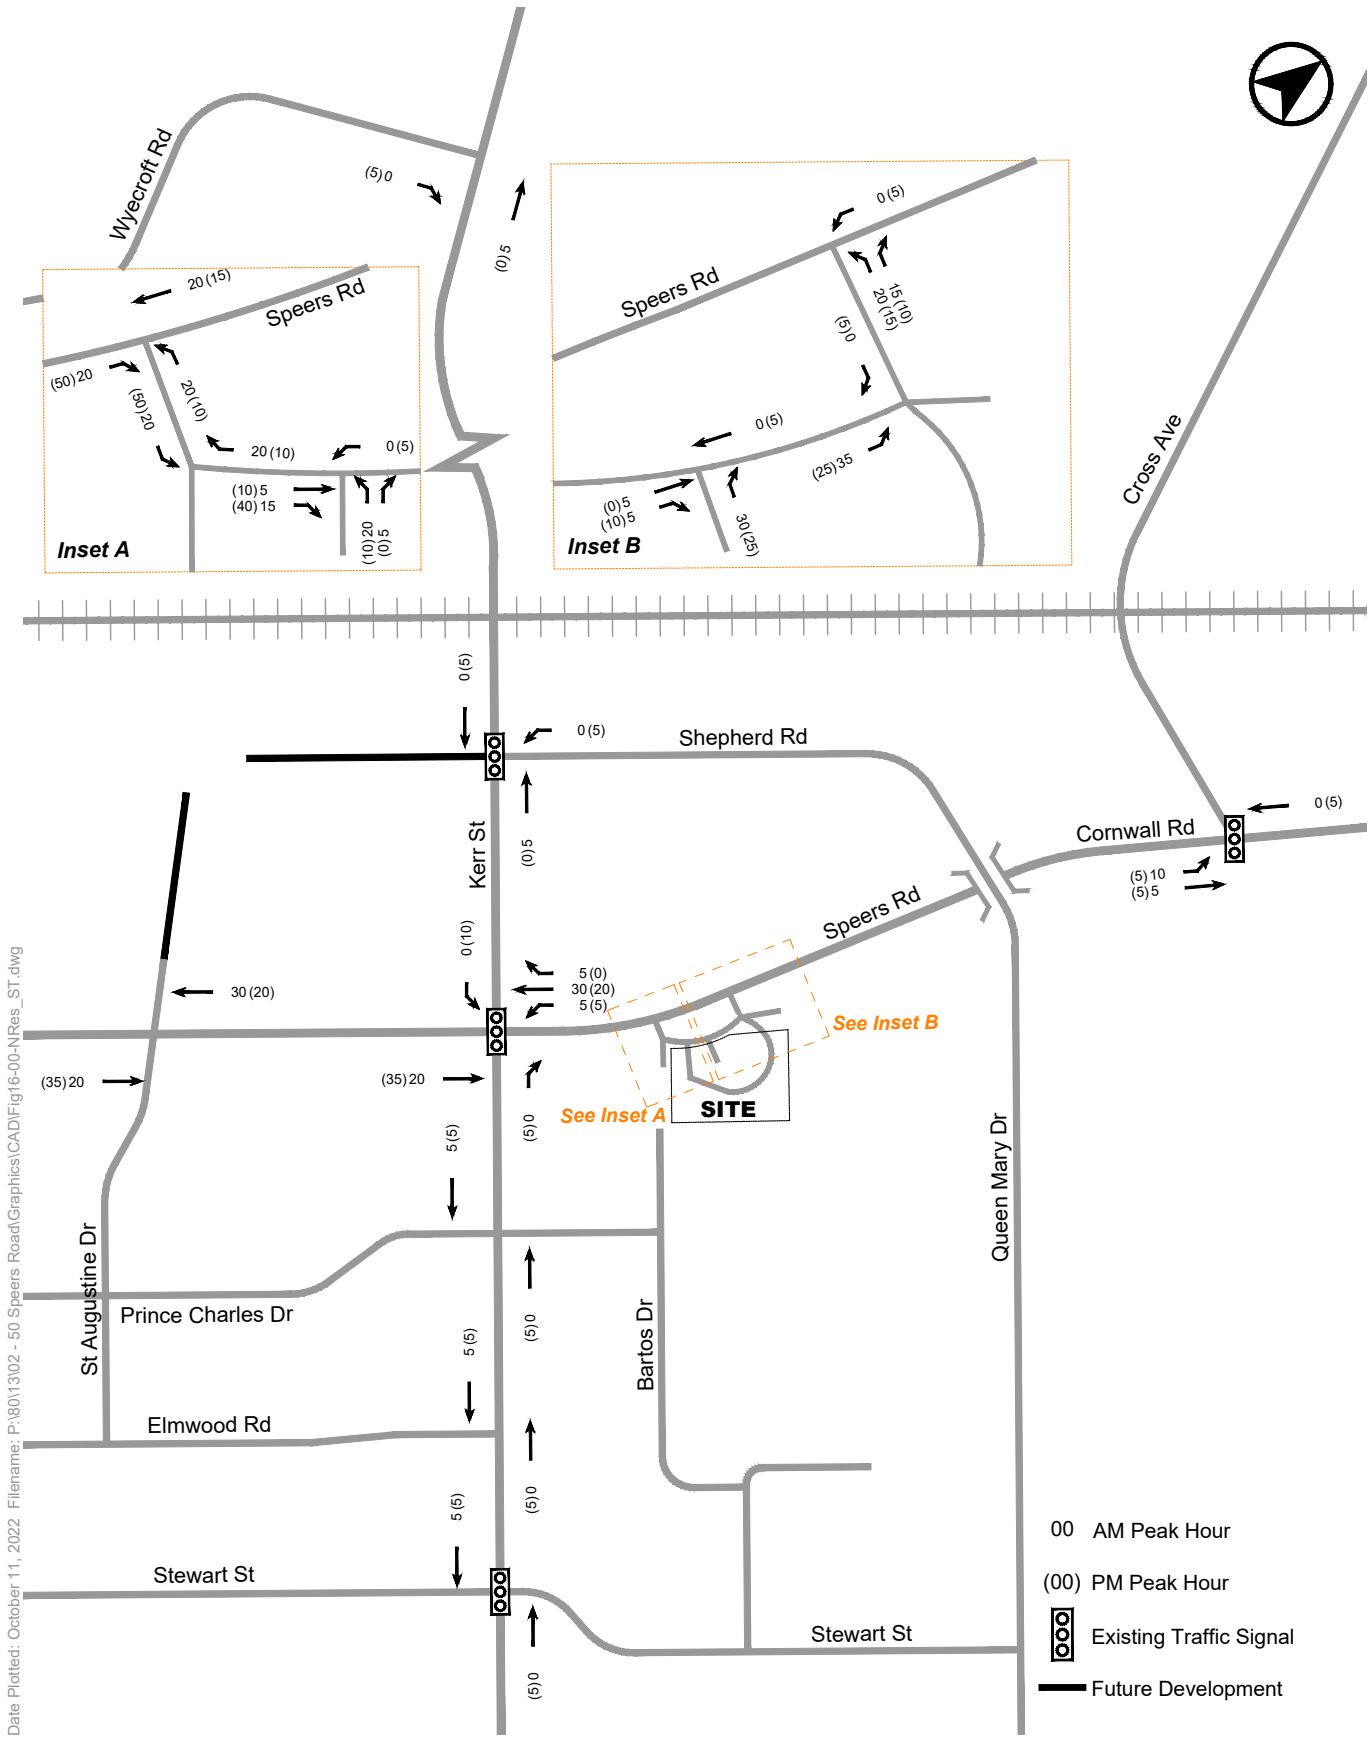 Wyecroft Rd
(5) 0
(0) 5
20 (15)
Speers Rd
(50) 20
(50) 20
20 (10)
20 (10)
0 (5)
(10) 5
(40) 15
(10) 20
(0) 5
Inset A
0 (5)
Speers Rd
15 (10)
20 (15)
(5) 0
0 (5)
(25) 35
(0) 5
(10) 5
30 (25)
Inset B
Cross Ave
0 (5)
0 (5)
Shepherd Rd
Kerr St
(0) 5
Cornwall Rd
0 (5)
(5) 10
(5) 5
Speers Rd
0 (10)
5 (0)
30 (20)
5 (5)
30 (20)
See Inset B
(35) 20
(35) 20
(5) 0
See Inset A
SITE
5 (5)
Queen Mary Dr
St Augustine Dr
Prince Charles Dr
(5) 0
5 (5)
Bartos Dr
Elmwood Rd
(5) 0
5 (5)
Stewart St
(5) 0
Stewart St
00 AM Peak Hour
(00) PM Peak Hour
Existing Traffic Signal
Future Development
Date Plotted: October 11, 2022 Filename: P:\80\13\02 - 50 Speers Road\Graphics\CAD\Fig16-00-NRes_ST.dwg